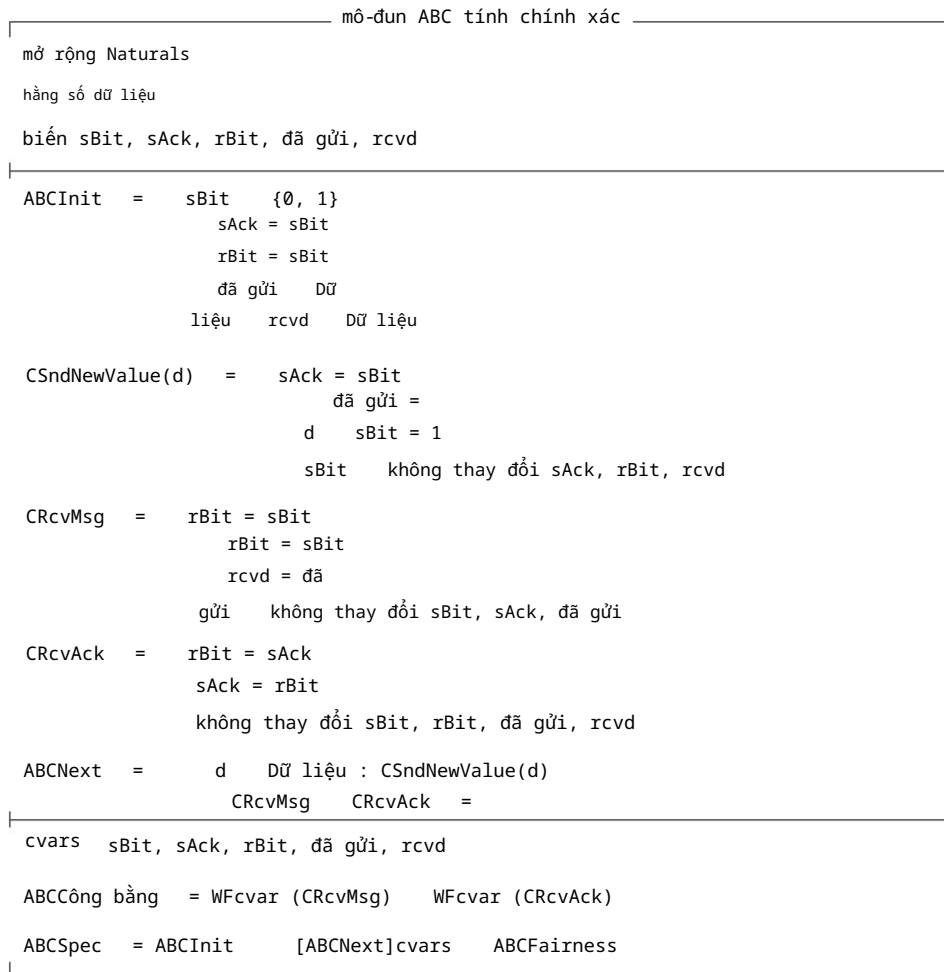 mô-đun ABC tính chính xác
mở rộng Naturals
hằng số dữ liệu
biến sBit, sAck, rBit, đã gửi, rcvd
ABCInit = sBit {0, 1}
sAck = sBit
rBit = sBit
đã gửi Dữ
liệu rcvd Dữ liệu
CSndNewValue(d) = sAck = sBit
đã gửi =
d sBit = 1
sBit không thay đổi sAck, rBit, rcvd
CRcvMsg = rBit = sBit
rBit = sBit
rcvd = đã
gửi không thay đổi sBit, sAck, đã gửi
CRcvAck = rBit = sAck
sAck = rBit
không thay đổi sBit, rBit, đã gửi, rcvd
ABCNext = d Dữ liệu : CSndNewValue(d)
CRcvMsg CRcvAck =
cvars sBit, sAck, rBit, đã gửi, rcvd
ABCCông bằng = WFcvar (CRcvMsg) WFcvar (CRcvAck)
ABCSpec = ABCInit [ABCNext]cvars ABCFairness